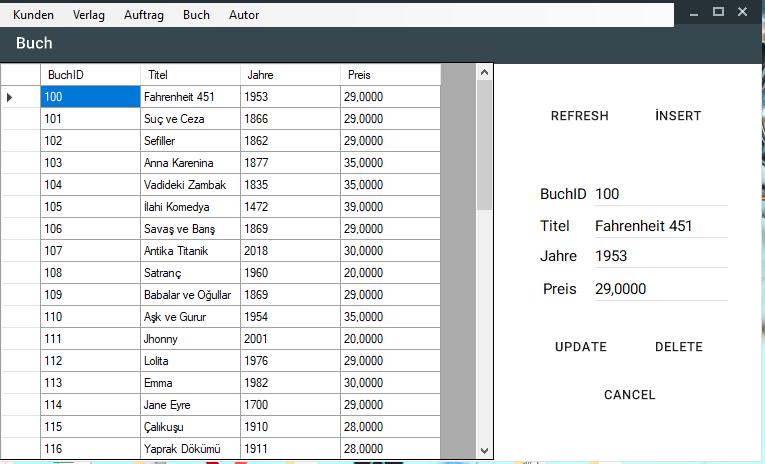 Kunden Verlag Auftrag Buch Autor
Buch
BuchID Titel Jahre Preis
100 Fahrenheit 451 1953 29,0000
101 Suç ve Ceza 1866 29,0000
102 Sefiller 1862 29,0000
103 Anna Karenina 1877 35,0000
104 Vadideki Zambak 1835 35,0000
105 İlahi Komedya 1472 39,0000
106 Savaş ve Barış 1869 29,0000
107 Antika Titanik 2018 30,0000
108 Satranç 1960 20,0000
109 Babalar ve Oğullar 1869 29,0000
110 Aşk ve Gurur 1954 35,0000
111 Jhonny 2001 20,0000
112 Lolita 1976 29,0000
113 Emma 1982 30,0000
114 Jane Eyre 1700 29,0000
115 Çalıkuşu 1910 28,0000
116 Yaprak Dökümü 1911 28,0000
REFRESH İNSERT
BuchID 100
Titel Fahrenheit 451
Jahre 1953
Preis 29,0000
UPDATE DELETE
CANCEL